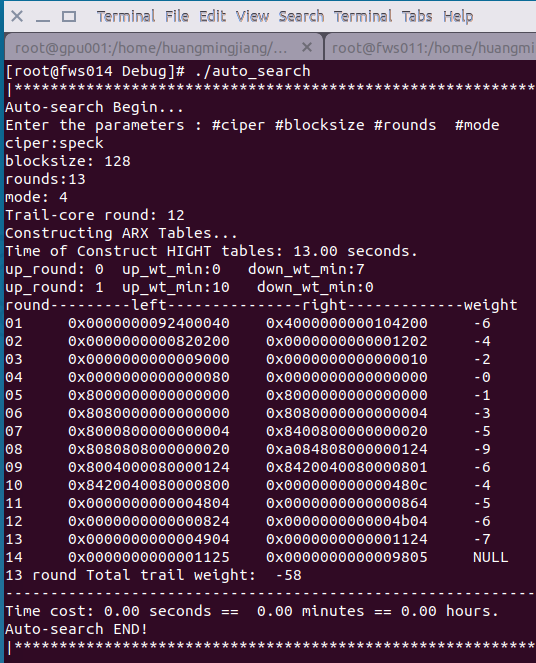 Terminal File Edit View Search Terminal Tabs Help
root@gpu001:/home/huangmingjiang/... × root@fws011:/home/huangmi
[root@fws014 Debug]# ./auto_search
|**********************************************************
Auto-search Begin...
Enter the parameters : #ciper #blocksize #rounds  #mode
ciper:speck
blocksize: 128
rounds:13
mode: 4
Trail-core round: 12
Constructing ARX Tables...
Time of Construct HIGHT tables: 13.00 seconds.
up_round: 0  up_wt_min:0   down_wt_min:7
up_round: 1  up_wt_min:10   down_wt_min:0
round---------left----------------right-------------weight
01     0x0000000092400040    0x4000000000104200     -6
02     0x0000000000820200    0x0000000000001202     -4
03     0x0000000000009000    0x0000000000000010     -2
04     0x0000000000000080    0x0000000000000000     -0
05     0x8000000000000000    0x8000000000000000     -1
06     0x8080000000000000    0x8080000000000004     -3
07     0x8000800000000004    0x8400800000000020     -5
08     0x8080808000000020    0xa084808000000124     -9
09     0x8004000080000124    0x8420040080000801     -6
10     0x8420040080000800    0x000000000000480c     -4
11     0x0000000000004804    0x0000000000000864     -5
12     0x0000000000000824    0x0000000000004b04     -6
13     0x0000000000004904    0x0000000000001124     -7
14     0x0000000000001125    0x0000000000009805     NULL
13 round Total trail weight:  -58
-----------------------------------------------------------
Time cost: 0.00 seconds ==  0.00 minutes == 0.00 hours.
Auto-search END!
|**********************************************************